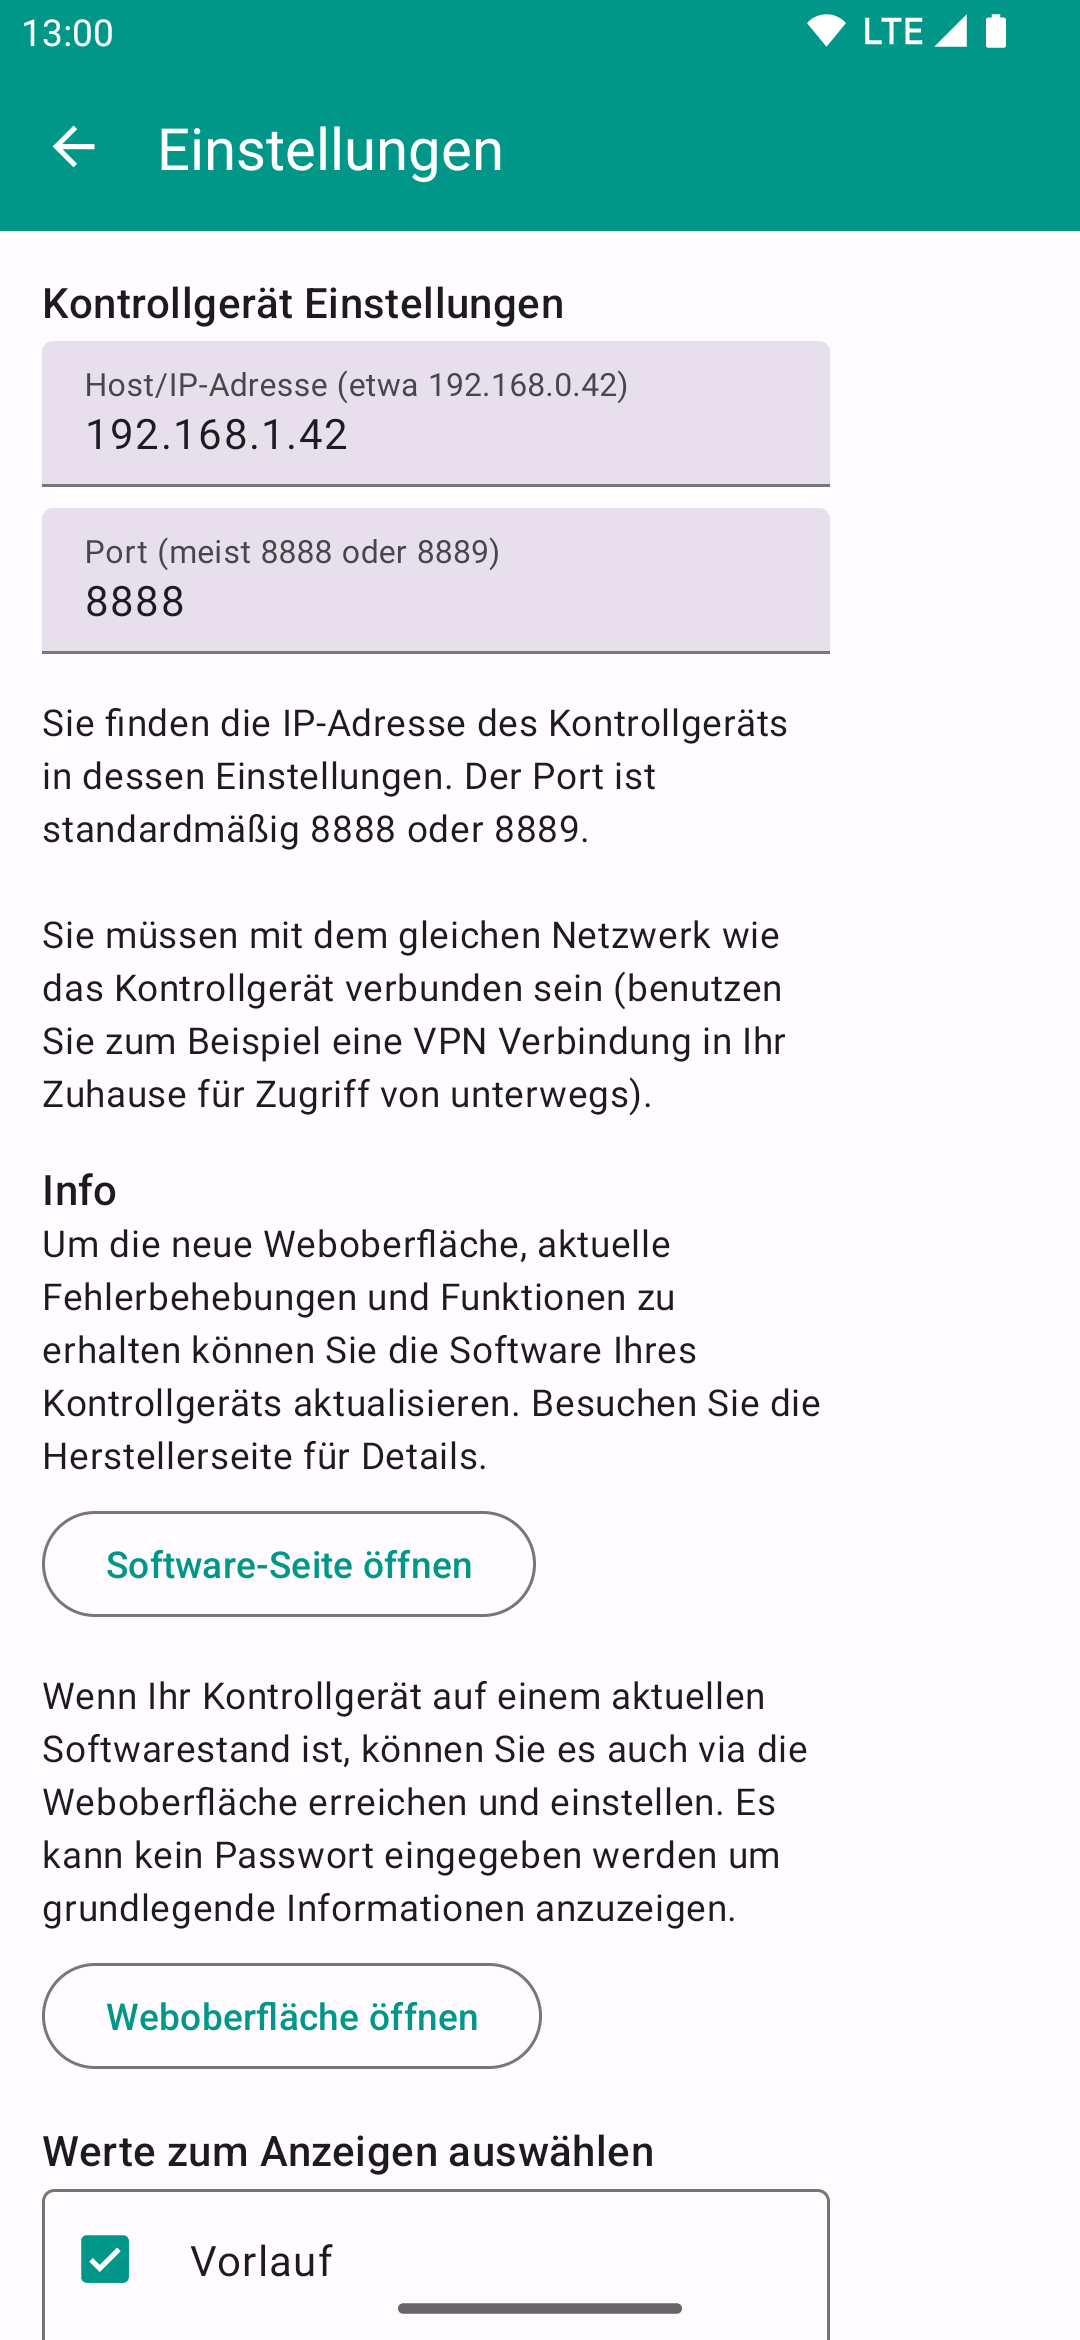 13:00
LTE
Einstellungen
Kontrollgerät Einstellungen
Host/IP-Adresse (etwa 192.168.0.42)
192.168.1.42
Port (meist 8888 oder 8889)
8888
Sie finden die IP-Adresse des Kontrollgeräts
in dessen Einstellungen. Der Port ist
standardmäßig 8888 oder 8889.
Sie müssen mit dem gleichen Netzwerk wie
das Kontrollgerät verbunden sein (benutzen
Sie zum Beispiel eine VPN Verbindung in Ihr
Zuhause für Zugriff von unterwegs).
Info
Um die neue Weboberfläche, aktuelle
Fehlerbehebungen und Funktionen zu
erhalten können Sie die Software Ihres
Kontrollgeräts aktualisieren. Besuchen Sie die
Herstellerseite für Details.
Software-Seite öffnen
Wenn Ihr Kontrollgerät auf einem aktuellen
Softwarestand ist, können Sie es auch via die
Weboberfläche erreichen und einstellen. Es
kann kein Passwort eingegeben werden um
grundlegende Informationen anzuzeigen.
Weboberfläche öffnen
Werte zum Anzeigen auswählen
Vorlauf